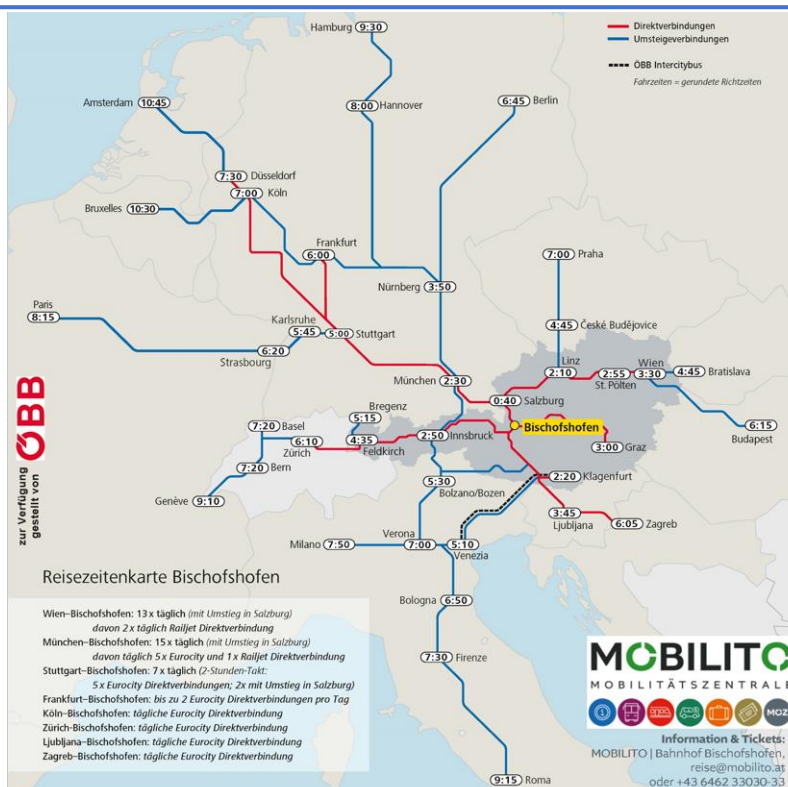 Direktverbindungen
Umsteigeverbindungen
ÖBB Intercitybus
Fahrzeiten = gerundete Richtzeiten
Hamburg 9:30
Amsterdam 10:45
8:00 Hannover
6:45 Berlin
7:30 Düsseldorf
7:00 Köln
Bruxelles 10:30
Frankfurt
6:00
7:00 Praha
Nürnberg 3:50
Paris
8:15
Karlsruhe
5:45
5:00 Stuttgart
4:45 České Budějovice
6:20
Strasbourg
Linz
2:10
2:55
St. Pölten
Wien
3:30
4:45 Bratislava
München 2:30
0:40 Salzburg
Bregenz
5:15
Bischofshofen
6:15
Budapest
7:20 Basel
6:10
Zürich
4:35
Feldkirch
2:50 Innsbruck
3:00 Graz
7:20
Bern
Genève 9:10
5:30
Bolzano/Bozen
2:20 Klagenfurt
3:45
Ljubljana
6:05 Zagreb
Milano 7:50
Verona
7:00
5:10
Venezia
Bologna 6:50
7:30 Firenze
9:15 Roma
zur Verfügung
gestellt von
ÖBB
Reisezeitenkarte Bischofshofen
Wien–Bischofshofen: 13 x täglich (mit Umstieg in Salzburg)
davon 2 x täglich Railjet Direktverbindung
München–Bischofshofen: 15 x täglich (mit Umstieg in Salzburg)
davon täglich 5 x Eurocity und 1 x Railjet Direktverbindung
Stuttgart–Bischofshofen: 7 x täglich (2-Stunden-Takt:
5 x Eurocity Direktverbindungen; 2x mit Umstieg in Salzburg)
Frankfurt–Bischofshofen: bis zu 2 Eurocity Direktverbindungen pro Tag
Köln–Bischofshofen: tägliche Eurocity Direktverbindung
Zürich-Bischofshofen: tägliche Eurocity Direktverbindung
Ljubljana–Bischofshofen: tägliche Eurocity Direktverbindung
Zagreb–Bischofshofen: tägliche Eurocity Direktverbindung
MOBILITO
MOBILITÄTSZENTRALE
MOZ
Information & Tickets:
MOBILITO | Bahnhof Bischofshofen,
reise@mobilito.at
oder +43 6462 33030-33